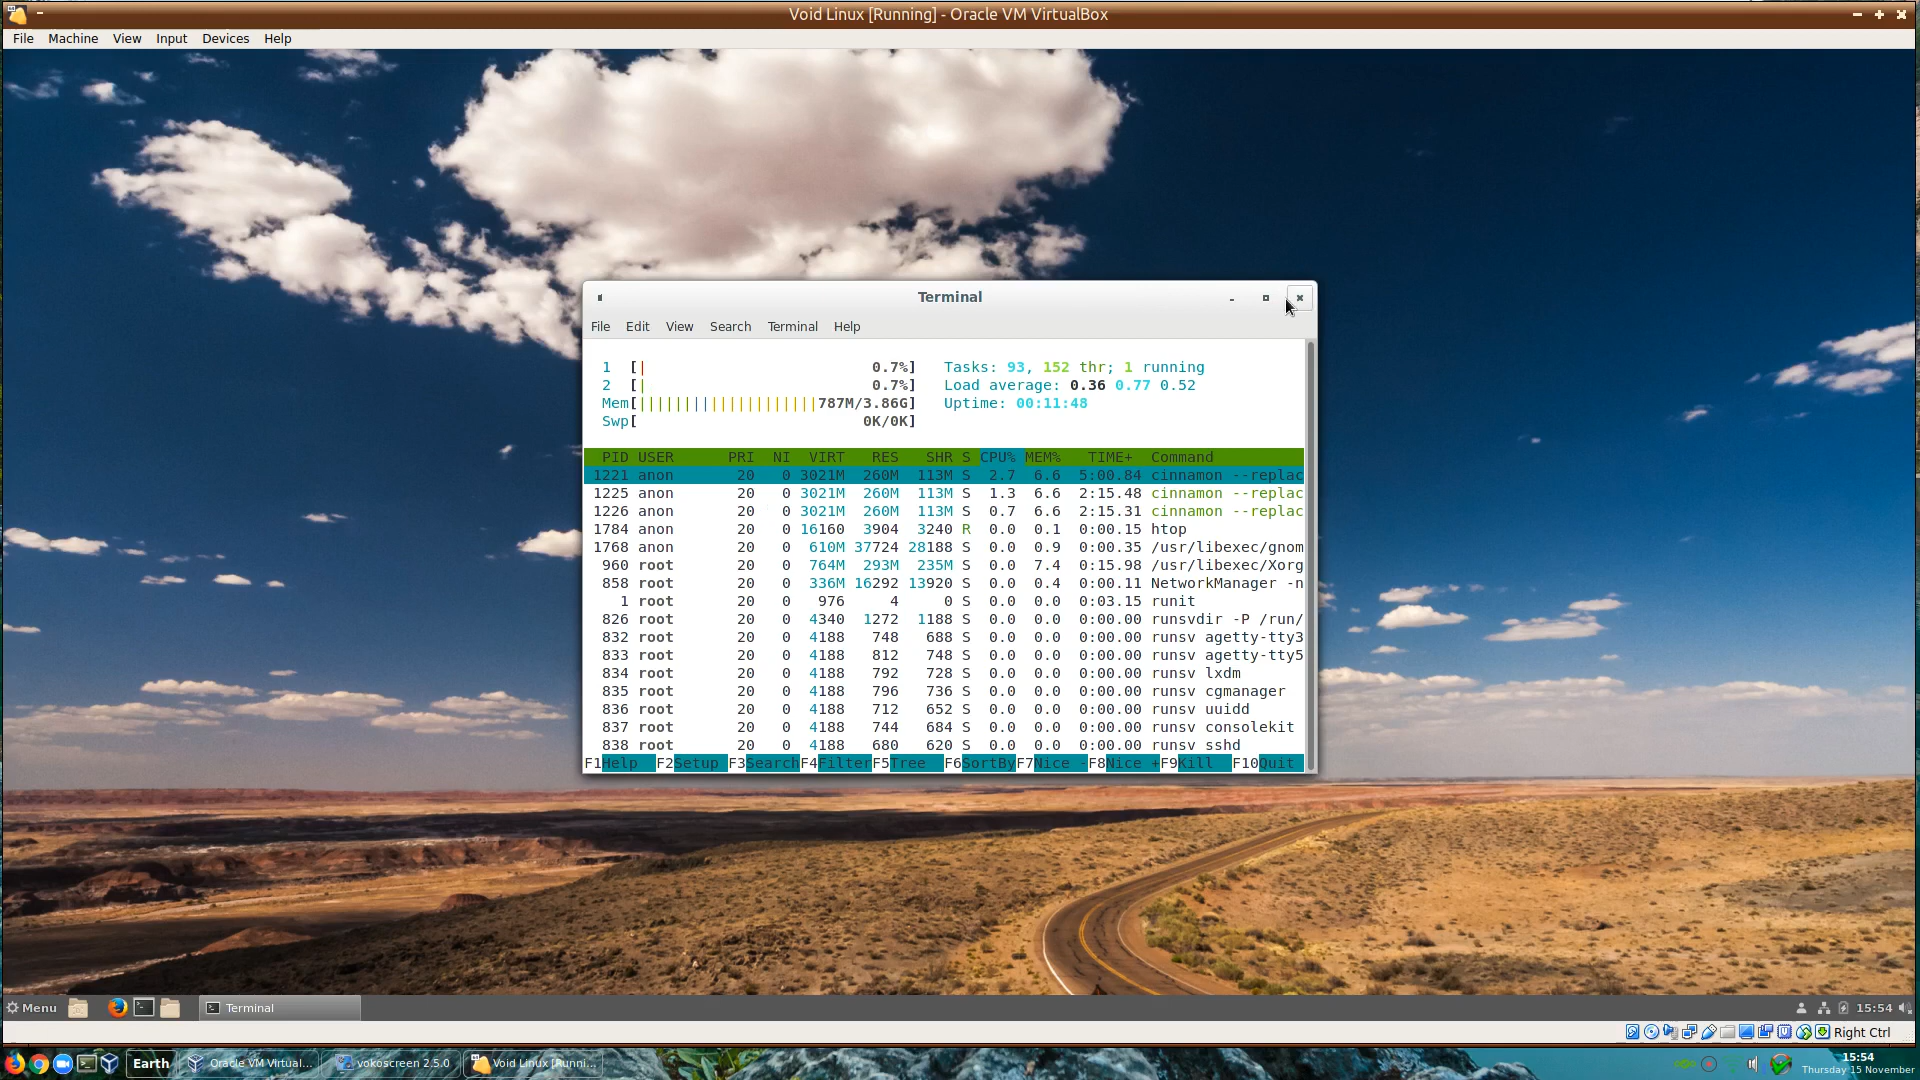 Void Linux [Running] - Oracle VM VirtualBox
File Machine View Input Devices Help
Terminal
File Edit View Search Terminal Help
1 [| 0.7%] Tasks: 93, 152 thr; 1 running
2 [| 0.7%] Load average: 0.36 0.77 0.52
Mem[||||||||||||||||||||787M/3.86G] Uptime: 00:11:48
Swp[ 0K/0K]
PID USER PRI NI VIRT RES SHR S CPU% MEM% TIME+ Command
1221 anon 20 0 3021M 260M 113M S 2.7 6.6 5:00.84 cinnamon --replac
1225 anon 20 0 3021M 260M 113M S 1.3 6.6 2:15.48 cinnamon --replac
1226 anon 20 0 3021M 260M 113M S 0.7 6.6 2:15.31 cinnamon --replac
1784 anon 20 0 16160 3904 3240 R 0.0 0.1 0:00.15 htop
1768 anon 20 0 610M 37724 28188 S 0.0 0.9 0:00.35 /usr/libexec/gnom
960 root 20 0 764M 293M 235M S 0.0 7.4 0:15.98 /usr/libexec/Xorg
858 root 20 0 336M 16292 13920 S 0.0 0.4 0:00.11 NetworkManager -n
1 root 20 0 976 4 0 S 0.0 0.0 0:03.15 runit
826 root 20 0 4340 1272 1188 S 0.0 0.0 0:00.00 runsvdir -P /run/
832 root 20 0 4188 748 688 S 0.0 0.0 0:00.00 runsv agetty-tty3
833 root 20 0 4188 812 748 S 0.0 0.0 0:00.00 runsv agetty-tty5
834 root 20 0 4188 792 728 S 0.0 0.0 0:00.00 runsv lxdm
835 root 20 0 4188 796 736 S 0.0 0.0 0:00.00 runsv cgmanager
836 root 20 0 4188 712 652 S 0.0 0.0 0:00.00 runsv uuidd
837 root 20 0 4188 744 684 S 0.0 0.0 0:00.00 runsv consolekit
838 root 20 0 4188 680 620 S 0.0 0.0 0:00.00 runsv sshd
F1Help F2Setup F3SearchF4FilterF5Tree F6SortByF7Nice -F8Nice +F9Kill F10Quit
Menu Terminal 15:54
Right Ctrl
Earth Oracle VM Virtual... vokoscreen 2.5.0 Void Linux [Runni... 15:54
Thursday 15 November